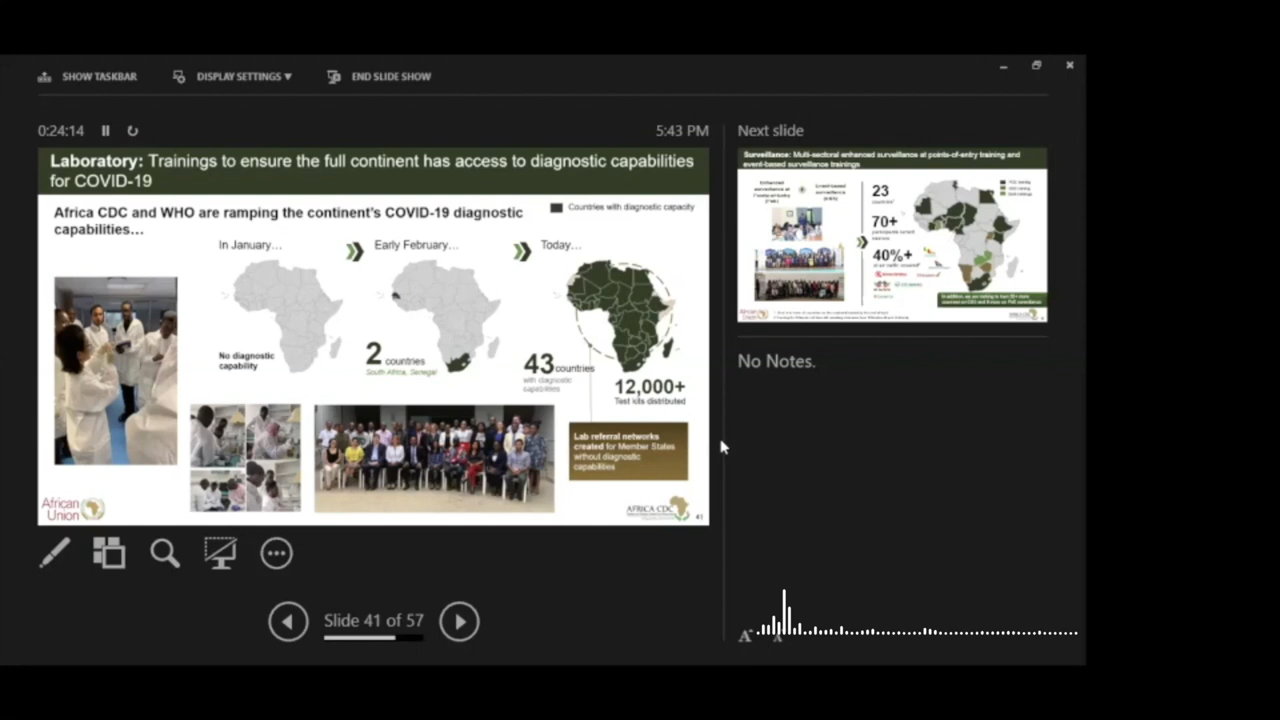 SHOW TASKBAR
DISPLAY SETTINGS ▼
END SLIDE SHOW
0:24:14
5:43 PM
Laboratory: Trainings to ensure the full continent has access to diagnostic capabilities
for COVID-19
Africa CDC and WHO are ramping the continent's COVID-19 diagnostic
capabilities...
Countries with diagnostic capacity
In January...
Early February...
Today...
No diagnostic
capability
2 countries
South Africa, Senegal
43 countries
with diagnostic
capabilities
12,000+
Test kits distributed
Lab referral networks
created for Member States
without diagnostic
capabilities
African
Union
AFRICA CDC
41
Slide 41 of 57
Next slide
Surveillance: Multi-sectoral enhanced surveillance at points-of-entry training and
event-based surveillance trainings
23
70+
40%+
African
Union
No Notes.
A
A